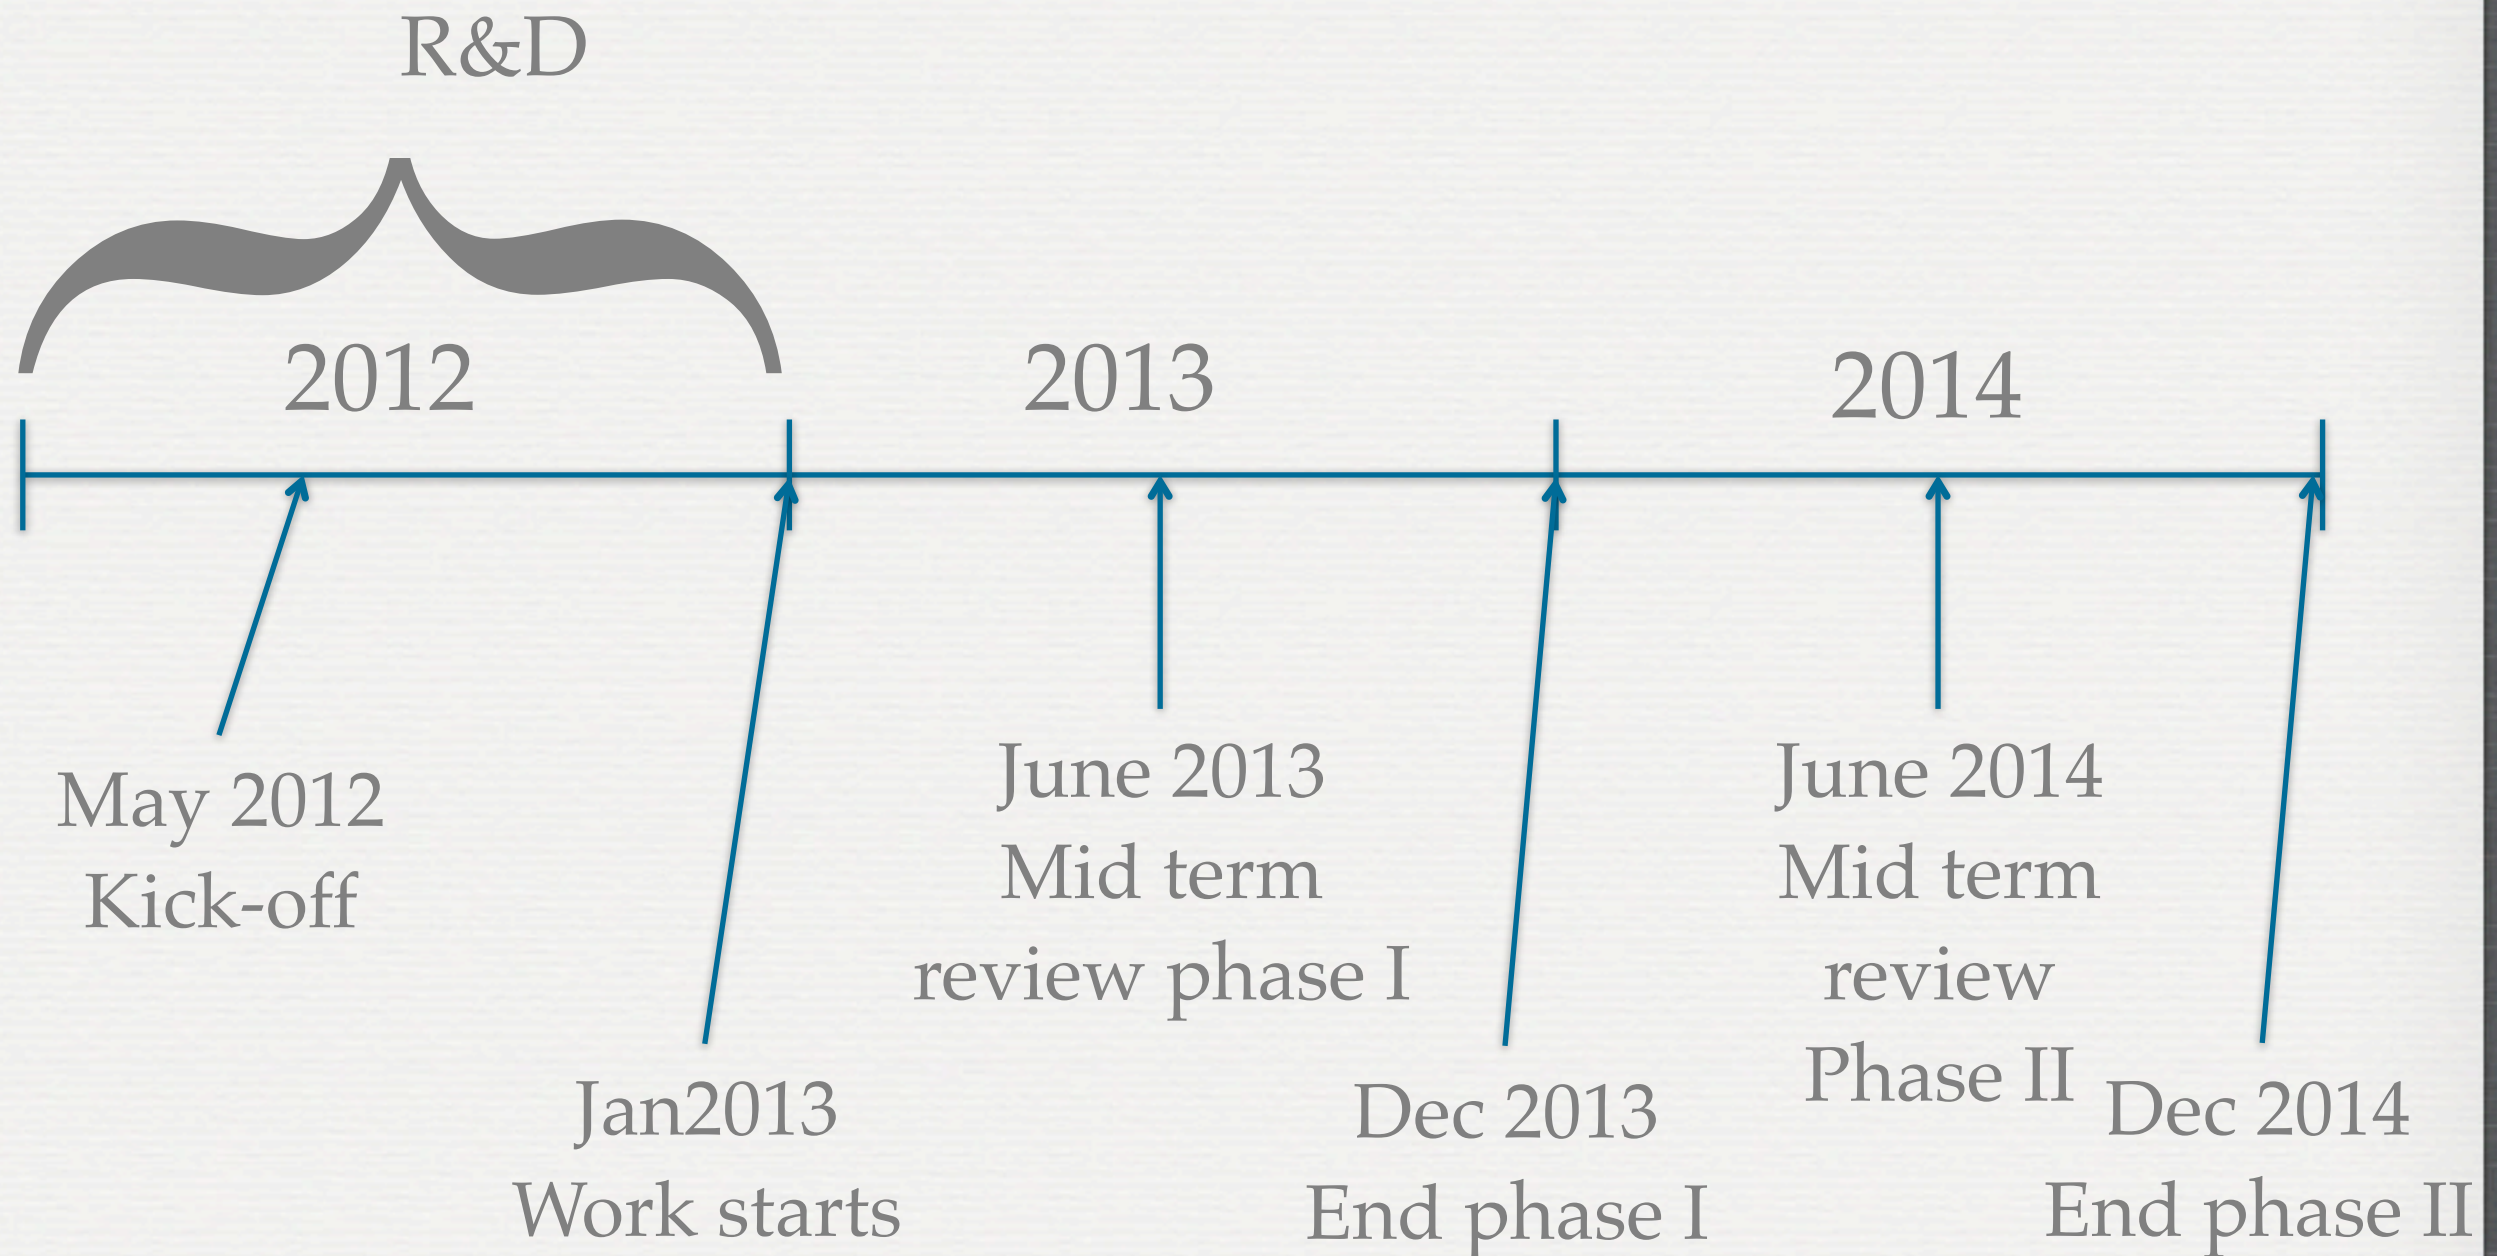 R&D
2012
2013
2014
May 2012
Kick-off
Jan2013
Work starts
June 2013
Mid term
review phase I
Dec 2013
End phase I
June 2014
Mid term
review
Phase II
Dec 2014
End phase II